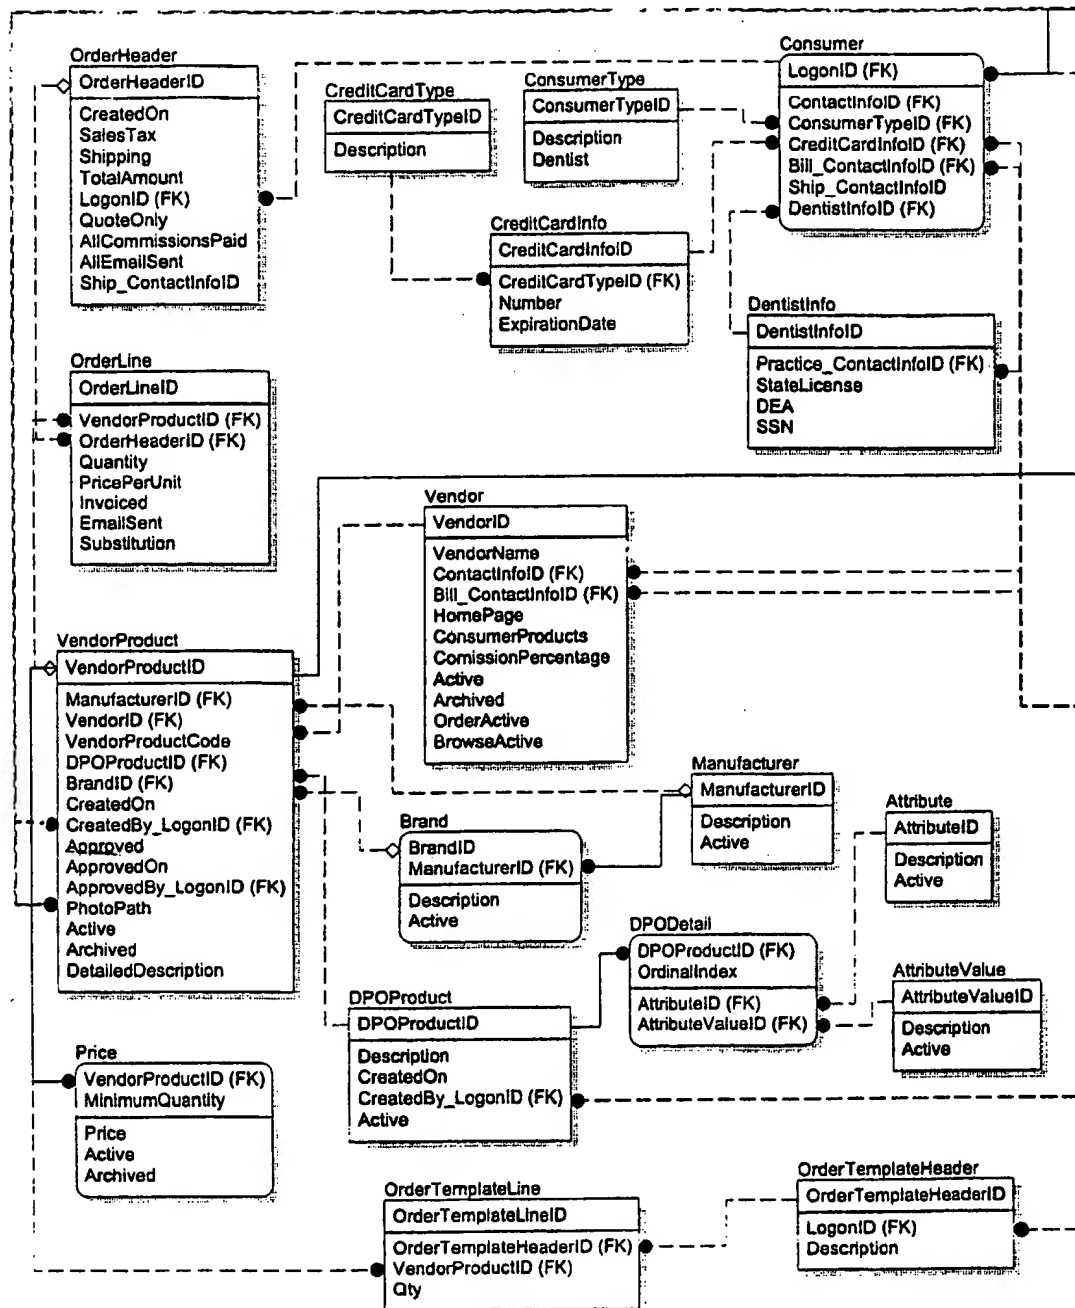 OrderHeader
OrderHeaderID
CreatedOn
SalesTax
Shipping
TotalAmount
LogonID (FK)
QuoteOnly
AllCommissionsPaid
AllEmailSent
Ship_ContactInfoID
CreditCardType
CreditCardTypeID
Description
ConsumerType
ConsumerTypeID
Description
Dentist
Consumer
LogonID (FK)
ContactInfoID (FK)
ConsumerTypeID (FK)
CreditCardInfoID (FK)
Bill_ContactInfoID (FK)
Ship_ContactInfoID
DentistInfoID (FK)
CreditCardInfo
CreditCardInfoID
CreditCardTypeID (FK)
Number
ExpirationDate
DentistInfo
DentistInfoID
Practice_ContactInfoID (FK)
StateLicense
DEA
SSN
OrderLine
OrderLineID
VendorProductID (FK)
OrderHeaderID (FK)
Quantity
PricePerUnit
Invoiced
EmailSent
Substitution
Vendor
VendorID
VendorName
ContactInfoID (FK)
Bill_ContactInfoID (FK)
HomePage
ConsumerProducts
ComissionPercentage
Active
Archived
OrderActive
BrowseActive
VendorProduct
VendorProductID
ManufacturerID (FK)
VendorID (FK)
VendorProductCode
DPOProductID (FK)
BrandID (FK)
CreatedOn
CreatedBy_LogonID (FK)
Approved
ApprovedOn
ApprovedBy_LogonID (FK)
PhotoPath
Active
Archived
DetailedDescription
Manufacturer
ManufacturerID
Description
Active
Brand
BrandID
ManufacturerID (FK)
Description
Active
Attribute
AttributeID
Description
Active
DPODetail
DPOProductID (FK)
OrdinalIndex
AttributeID (FK)
AttributeValueID (FK)
AttributeValue
AttributeValueID
Description
Active
DPOProduct
DPOProductID
Description
CreatedOn
CreatedBy_LogonID (FK)
Active
Price
VendorProductID (FK)
MinimumQuantity
Price
Active
Archived
OrderTemplateLine
OrderTemplateLineID
OrderTemplateHeaderID (FK)
VendorProductID (FK)
Qty
OrderTemplateHeader
OrderTemplateHeaderID
LogonID (FK)
Description